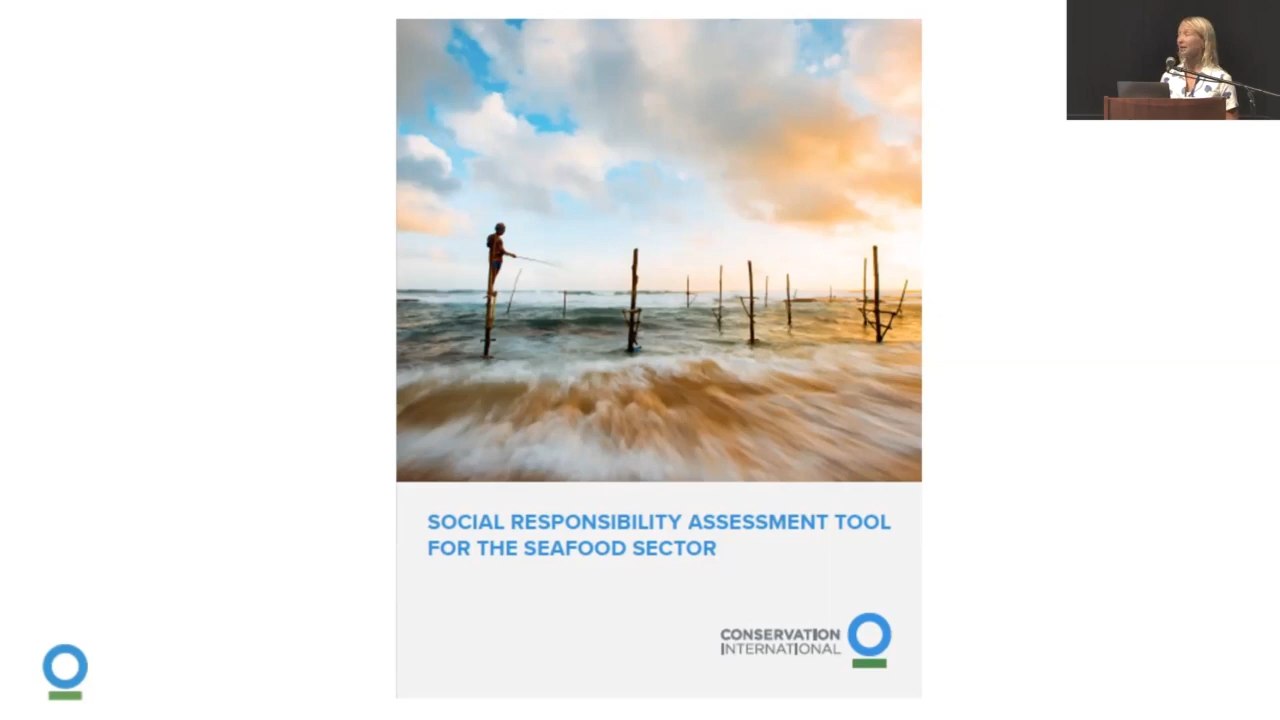 SOCIAL RESPONSIBILITY ASSESSMENT TOOL
FOR THE SEAFOOD SECTOR
CONSERVATION
INTERNATIONAL